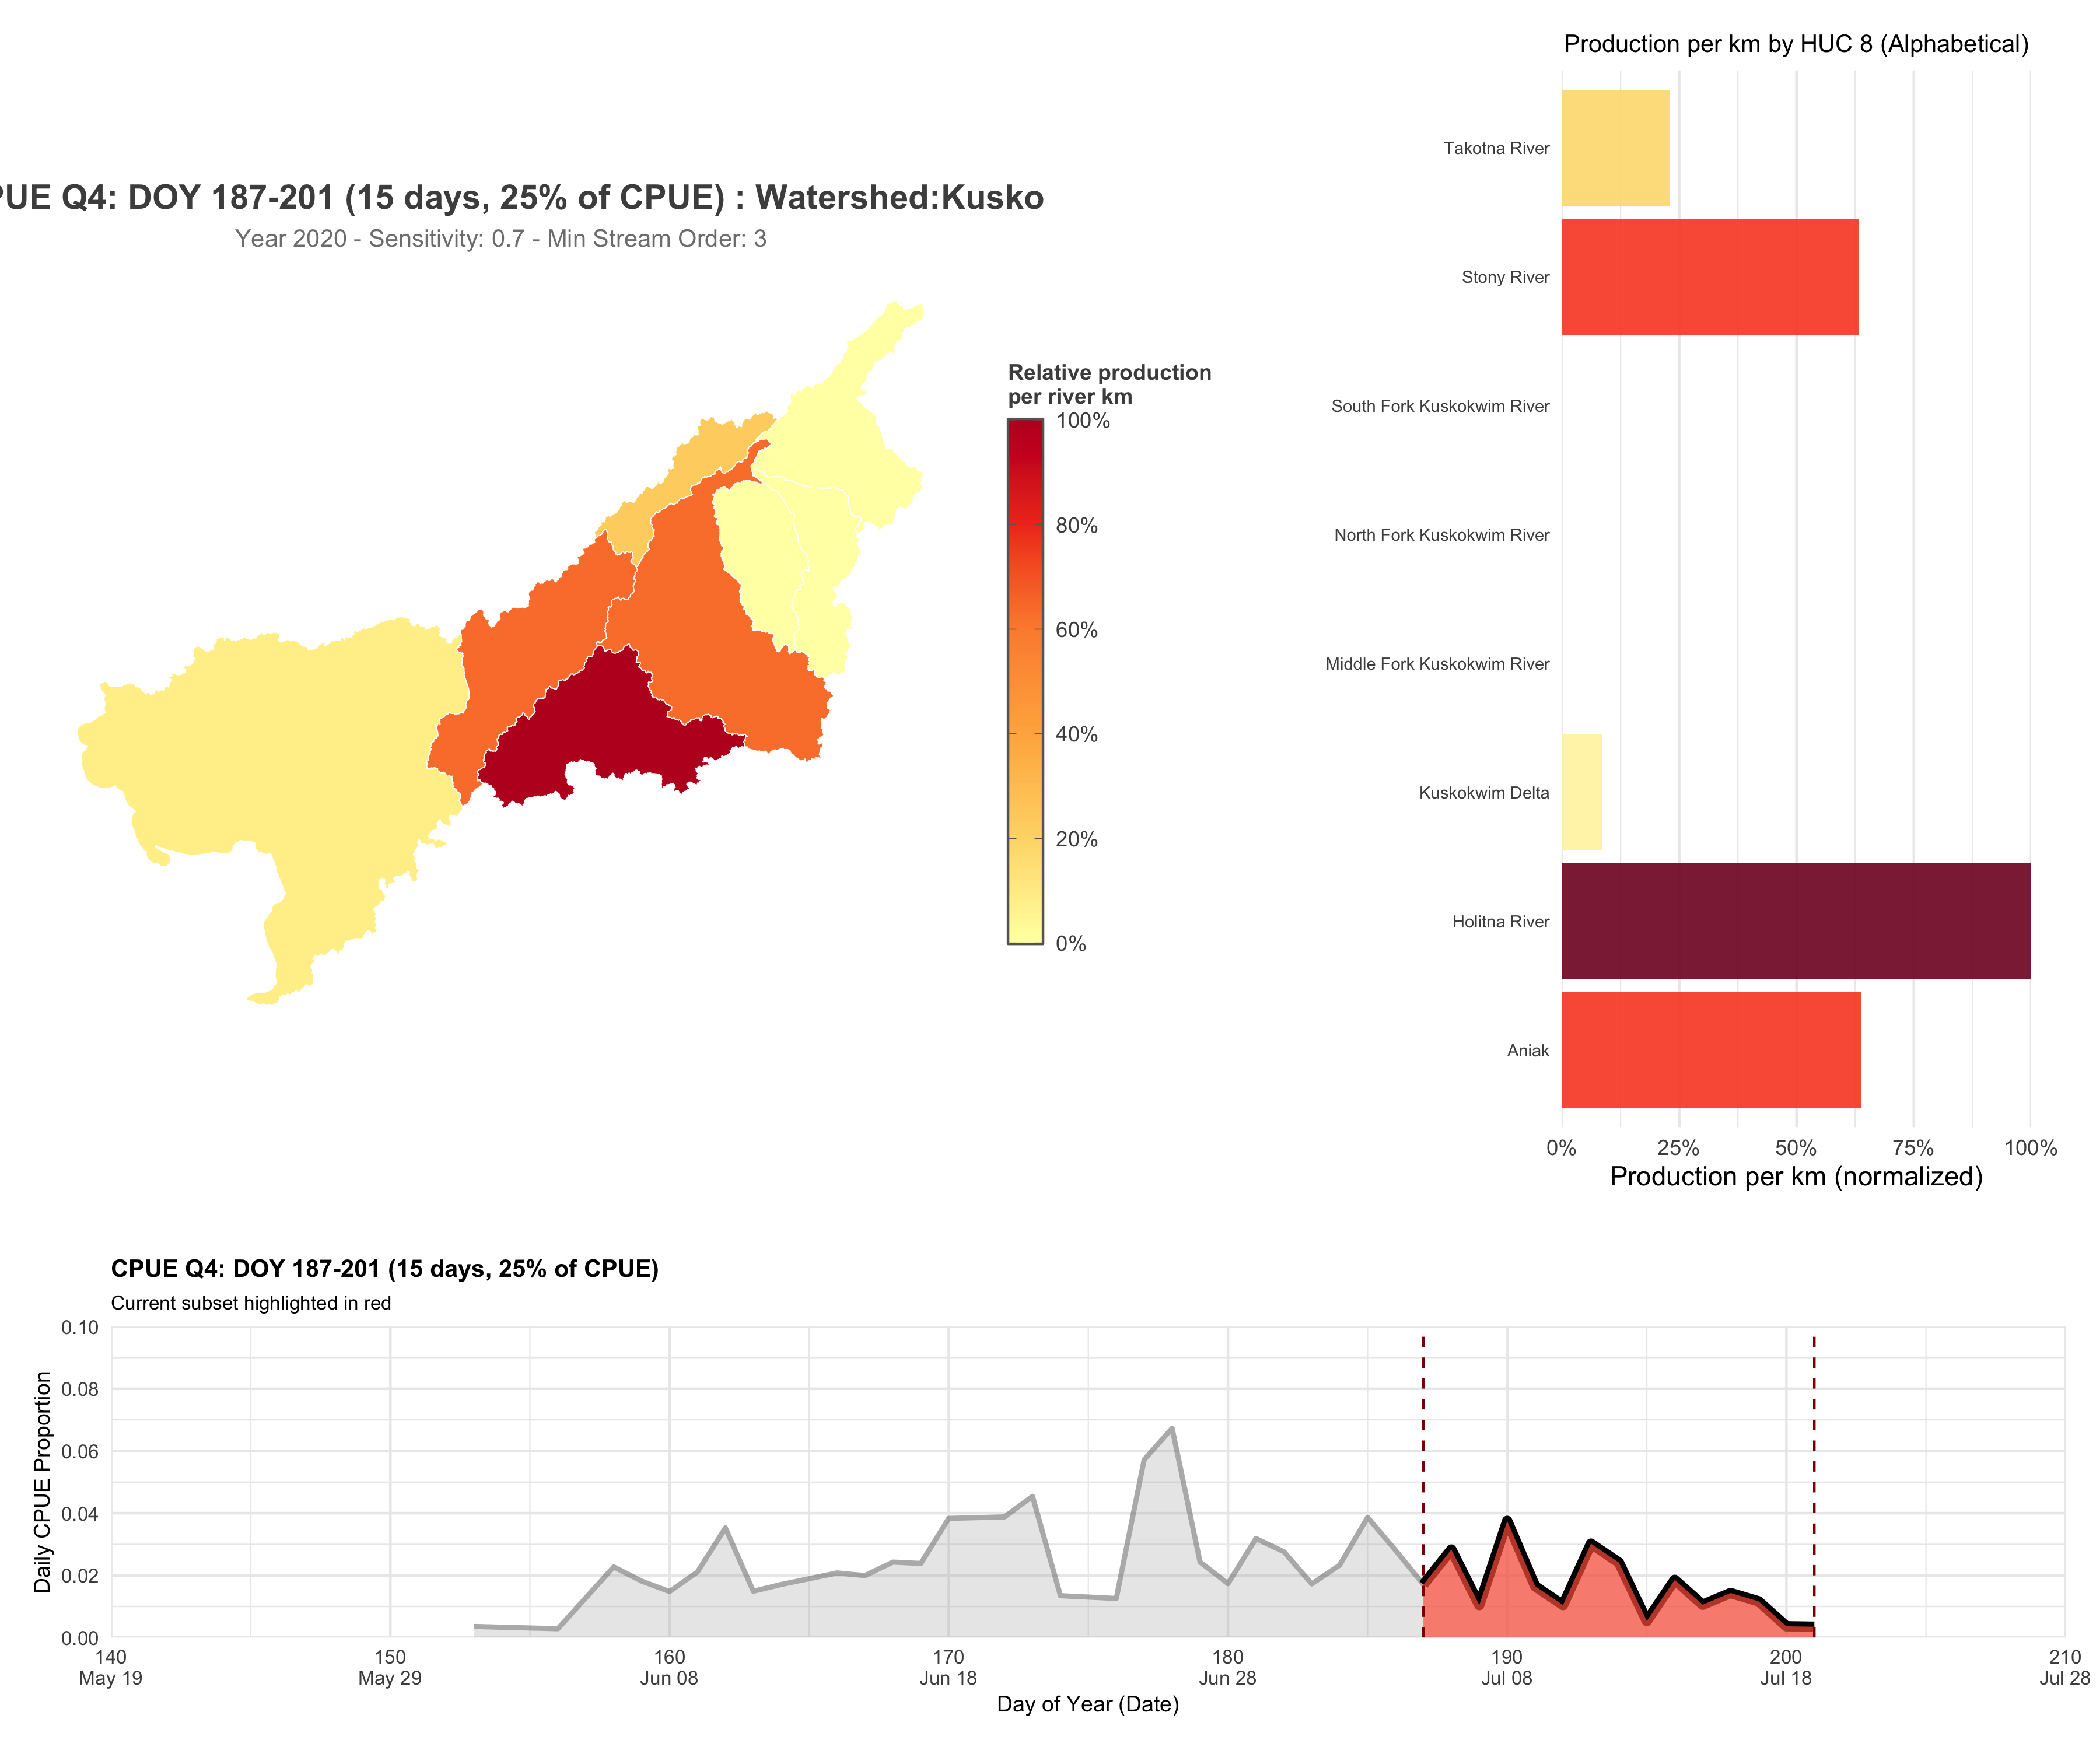 PUE Q4: DOY 187-201 (15 days, 25% of CPUE) : Watershed:Kusko
Year 2020 - Sensitivity: 0.7 - Min Stream Order: 3
Relative production
per river km
100%
80%
60%
40%
20%
0%
Production per km by HUC 8 (Alphabetical)
Takotna River
Stony River
South Fork Kuskokwim River
North Fork Kuskokwim River
Middle Fork Kuskokwim River
Kuskokwim Delta
Holitna River
Aniak
0% 25% 50% 75% 100%
Production per km (normalized)
CPUE Q4: DOY 187-201 (15 days, 25% of CPUE)
Current subset highlighted in red
Daily CPUE Proportion
0.10
0.08
0.06
0.04
0.02
0.00
140 150 160 170 180 190 200 210
May 19 May 29 Jun 08 Jun 18 Jun 28 Jul 08 Jul 18 Jul 28
Day of Year (Date)